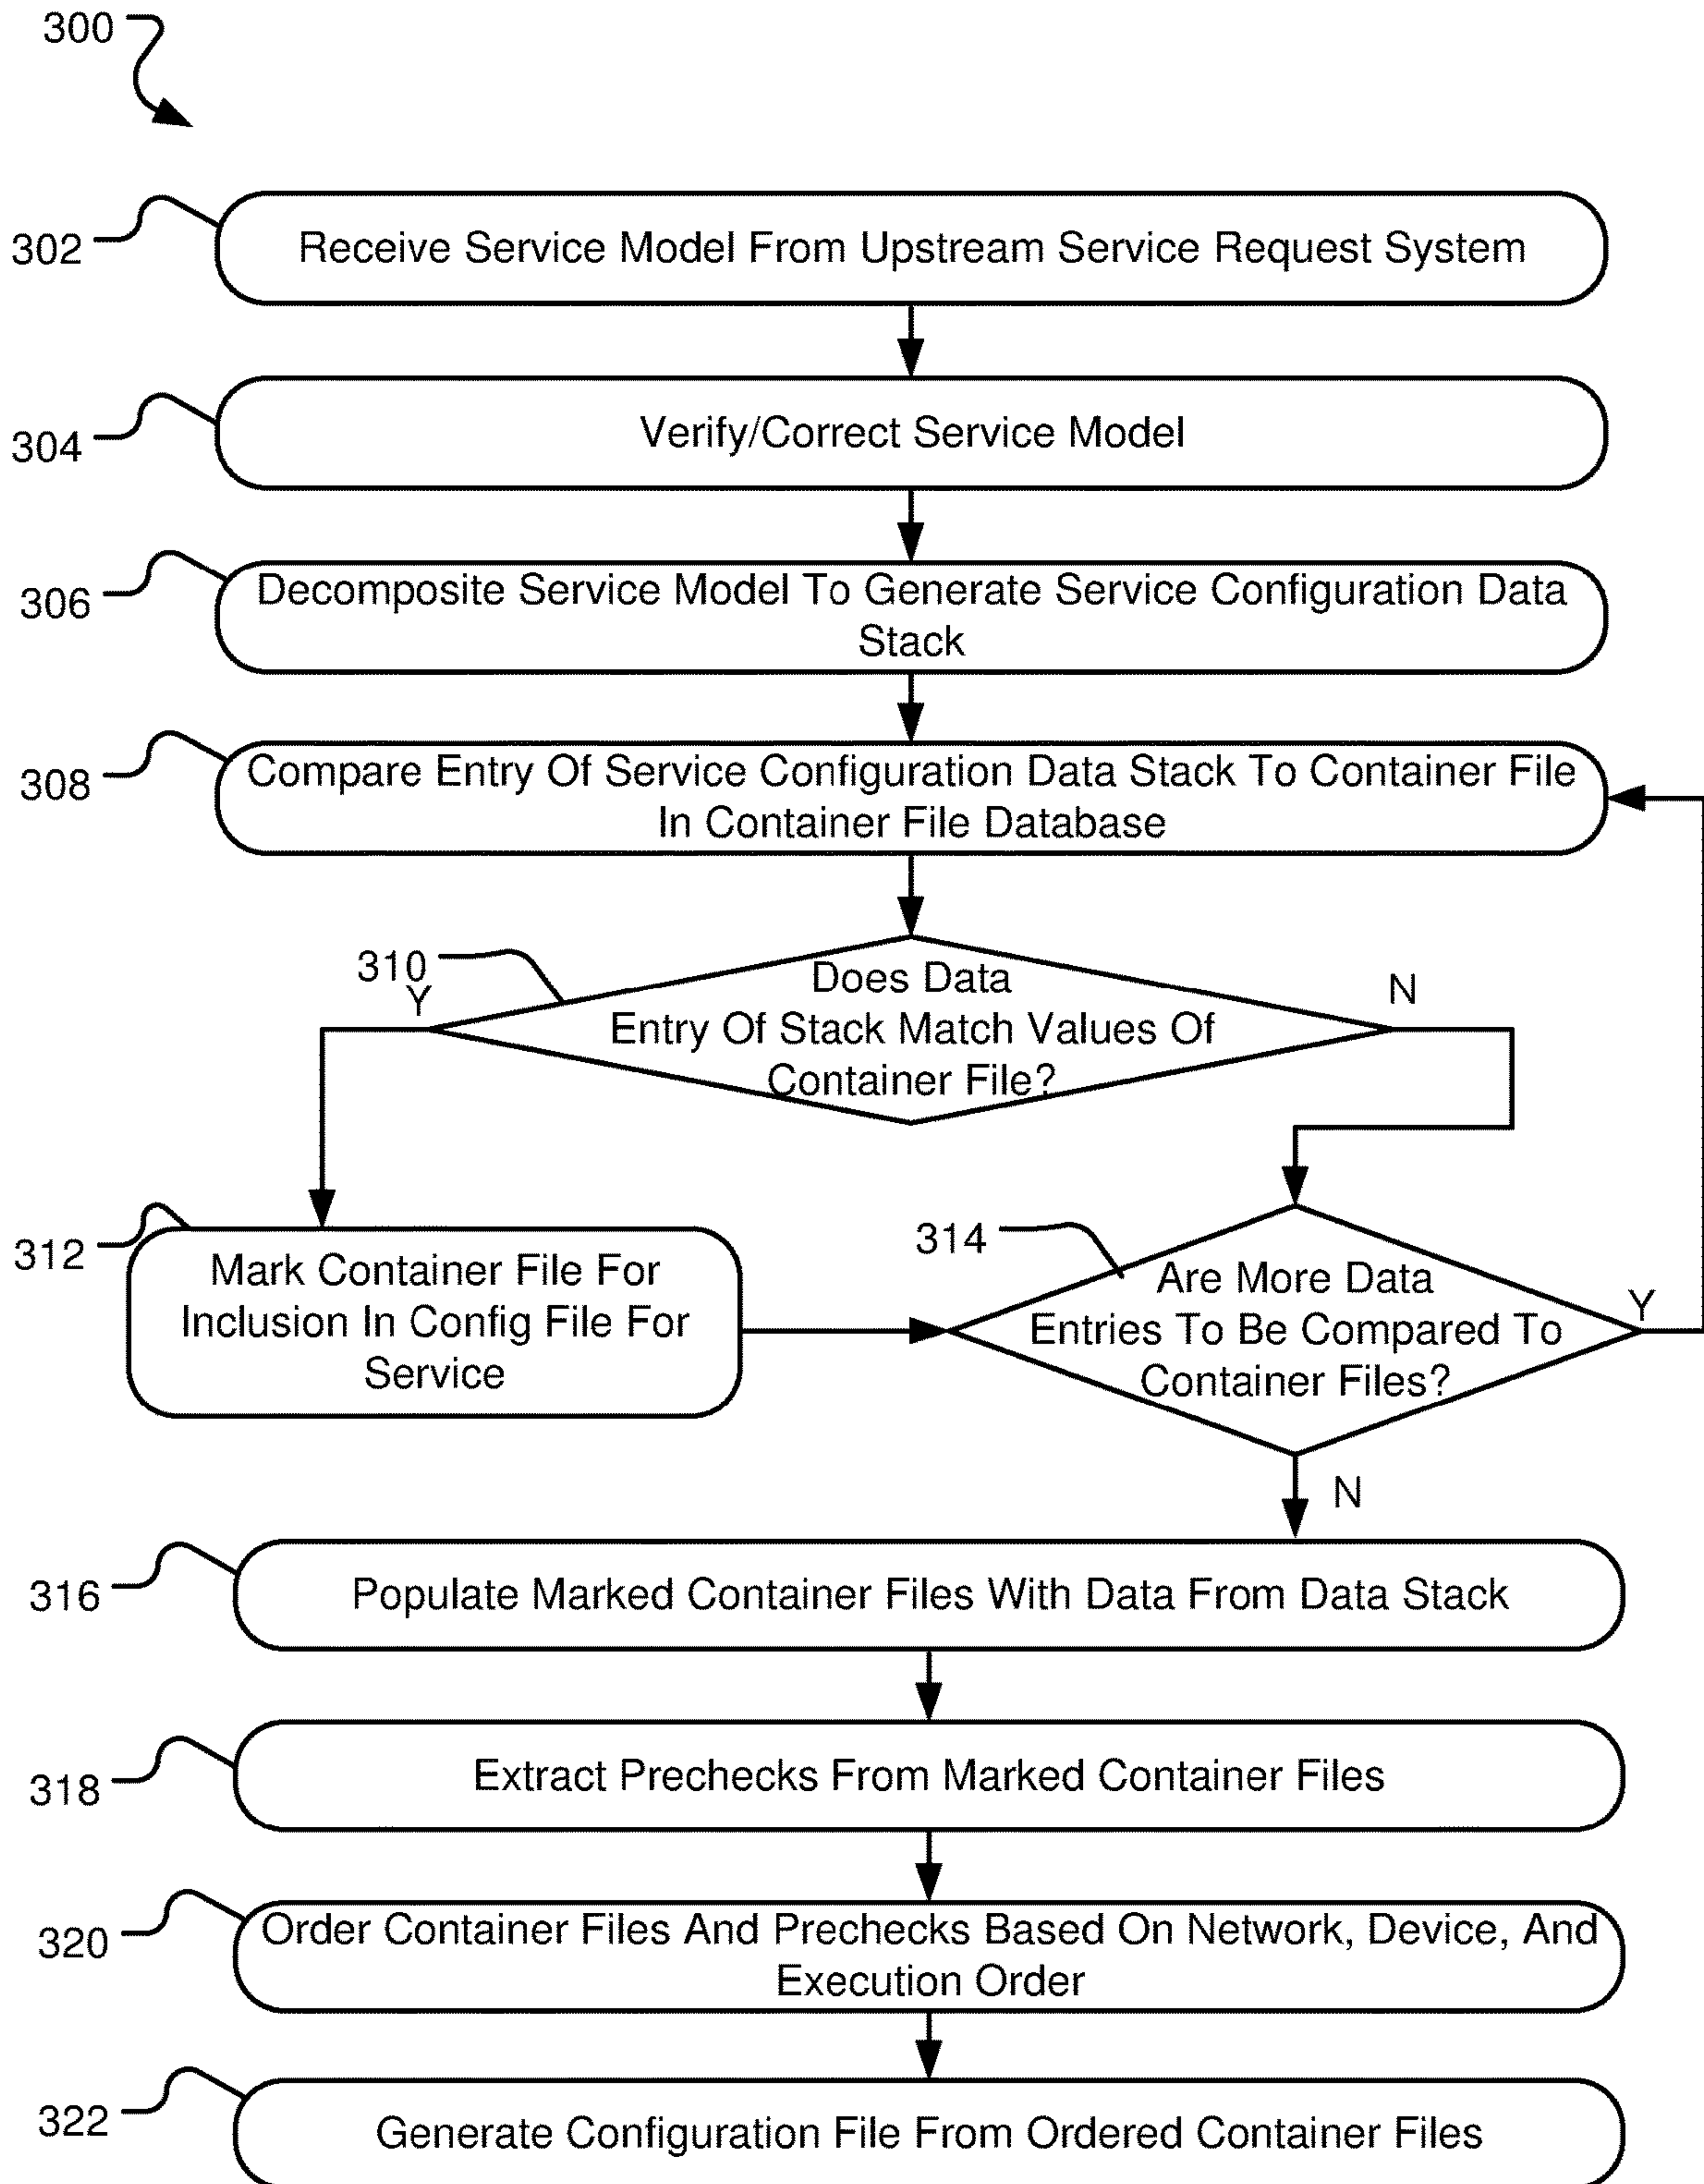 300
302
Receive Service Model From Upstream Service Request System
304
Verify/Correct Service Model
306
Decomposite Service Model To Generate Service Configuration Data
Stack
308
Compare Entry Of Service Configuration Data Stack To Container File
In Container File Database
310
Y
Does Data
Entry Of Stack Match Values Of
Container File?
N
312
Mark Container File For
Inclusion In Config File For
Service
314
Are More Data
Entries To Be Compared To
Container Files?
Y
N
316
Populate Marked Container Files With Data From Data Stack
318
Extract Prechecks From Marked Container Files
320
Order Container Files And Prechecks Based On Network, Device, And
Execution Order
322
Generate Configuration File From Ordered Container Files